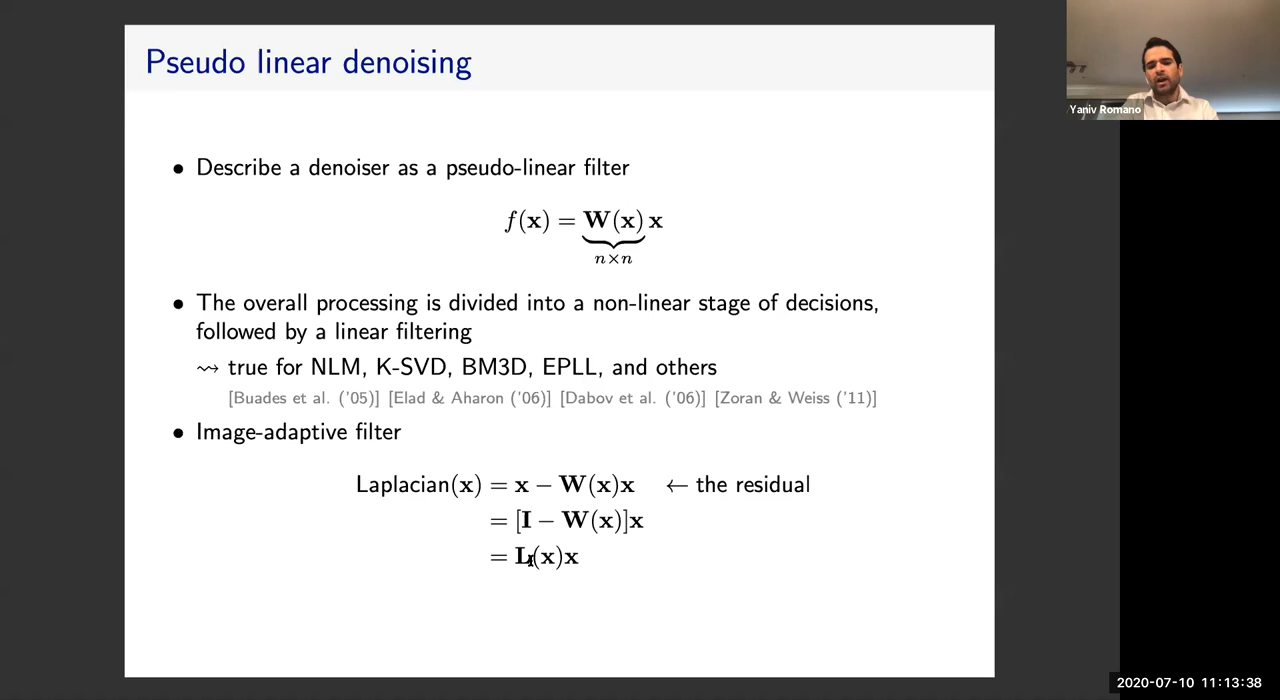 Pseudo linear denoising
Yaniv Romano
• Describe a denoiser as a pseudo-linear filter
f(x) = W(x) x
n×n
• The overall processing is divided into a non-linear stage of decisions,
followed by a linear filtering
⇝ true for NLM, K-SVD, BM3D, EPLL, and others
[Buades et al. ('05)] [Elad & Aharon ('06)] [Dabov et al. ('06)] [Zoran & Weiss ('11)]
• Image-adaptive filter
Laplacian(x) = x − W(x)x ← the residual
= [I − W(x)]x
= L(x)x
2020-07-10 11:13:38